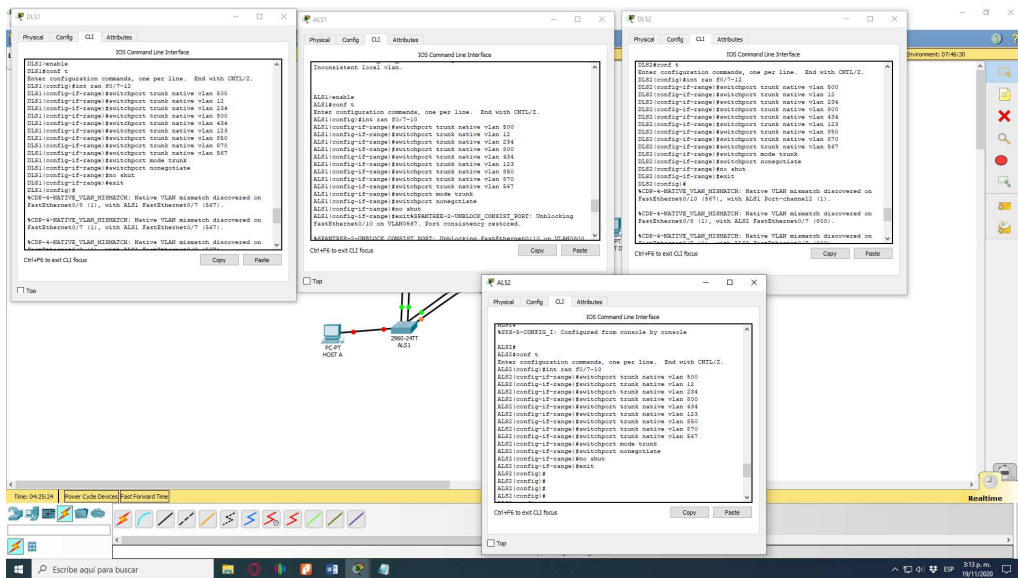 DLS1
Physical Config CLI Attributes
IOS Command Line Interface
DLS1>enable
DLS1#conf t
Enter configuration commands, one per line. End with CNTL/Z.
DLS1(config)#int ran f0/7-12
DLS1(config-if-range)#switchport trunk native vlan 500
DLS1(config-if-range)#switchport trunk native vlan 12
DLS1(config-if-range)#switchport trunk native vlan 234
DLS1(config-if-range)#switchport trunk native vlan 800
DLS1(config-if-range)#switchport trunk native vlan 434
DLS1(config-if-range)#switchport trunk native vlan 123
DLS1(config-if-range)#switchport trunk native vlan 850
DLS1(config-if-range)#switchport trunk native vlan 870
DLS1(config-if-range)#switchport trunk native vlan 567
DLS1(config-if-range)#switchport mode trunk
DLS1(config-if-range)#switchport nonegotiate
DLS1(config-if-range)#no shut
DLS1(config-if-range)#exit
DLS1(config)#
%CDP-4-NATIVE_VLAN_MISMATCH: Native VLAN mismatch discovered on
FastEthernet0/8 (1), with ALS1 FastEthernet0/8 (567).
%CDP-4-NATIVE_VLAN_MISMATCH: Native VLAN mismatch discovered on
FastEthernet0/7 (1), with ALS1 FastEthernet0/7 (567).
%CDP-4-NATIVE_VLAN_MISMATCH: Native VLAN mismatch discovered on
Ctrl+F6 to exit CLI focus
Copy Paste
Top
ALS1
Physical Config CLI Attributes
IOS Command Line Interface
Inconsistent local vlan.
ALS1>enable
ALS1#conf t
Enter configuration commands, one per line. End with CNTL/Z.
ALS1(config)#int ran f0/7-10
ALS1(config-if-range)#switchport trunk native vlan 500
ALS1(config-if-range)#switchport trunk native vlan 12
ALS1(config-if-range)#switchport trunk native vlan 234
ALS1(config-if-range)#switchport trunk native vlan 800
ALS1(config-if-range)#switchport trunk native vlan 434
ALS1(config-if-range)#switchport trunk native vlan 123
ALS1(config-if-range)#switchport trunk native vlan 850
ALS1(config-if-range)#switchport trunk native vlan 870
ALS1(config-if-range)#switchport trunk native vlan 567
ALS1(config-if-range)#switchport mode trunk
ALS1(config-if-range)#switchport nonegotiate
ALS1(config-if-range)#no shut
ALS1(config-if-range)#exit%SPANTREE-2-UNBLOCK_CONSIST_PORT: Unblocking
FastEthernet0/10 on VLAN0567. Port consistency restored.
%SPANTREE-2-UNBLOCK_CONSIST_PORT: Unblocking FastEthernet0/10 on VLAN0800
Ctrl+F6 to exit CLI focus
Copy Paste
Top
DLS2
Physical Config CLI Attributes
IOS Command Line Interface
DLS2#conf t
Enter configuration commands, one per line. End with CNTL/Z.
DLS2(config)#int ran f0/7-12
DLS2(config-if-range)#switchport trunk native vlan 500
DLS2(config-if-range)#switchport trunk native vlan 12
DLS2(config-if-range)#switchport trunk native vlan 234
DLS2(config-if-range)#switchport trunk native vlan 800
DLS2(config-if-range)#switchport trunk native vlan 434
DLS2(config-if-range)#switchport trunk native vlan 123
DLS2(config-if-range)#switchport trunk native vlan 850
DLS2(config-if-range)#switchport trunk native vlan 870
DLS2(config-if-range)#switchport trunk native vlan 567
DLS2(config-if-range)#switchport mode trunk
DLS2(config-if-range)#switchport nonegotiate
DLS2(config-if-range)#no shut
DLS2(config-if-range)#exit
DLS2(config)#
%CDP-4-NATIVE_VLAN_MISMATCH: Native VLAN mismatch discovered on
FastEthernet0/10 (567), with ALS1 Port-channel2 (1).
%CDP-4-NATIVE_VLAN_MISMATCH: Native VLAN mismatch discovered on
FastEthernet0/8 (1), with ALS2 FastEthernet0/7 (567).
%CDP-4-NATIVE_VLAN_MISMATCH: Native VLAN mismatch discovered on
Ctrl+F6 to exit CLI focus
Copy Paste
Top
nvironment: 07:46:30
PC-PT
HOST A
2960-24TT
ALS1
ALS2
Physical Config CLI Attributes
IOS Command Line Interface
%SYS-5-CONFIG_I: Configured from console by console
ALS2#
ALS2#conf t
Enter configuration commands, one per line. End with CNTL/Z.
ALS2(config)#int ran f0/7-10
ALS2(config-if-range)#switchport trunk native vlan 500
ALS2(config-if-range)#switchport trunk native vlan 12
ALS2(config-if-range)#switchport trunk native vlan 234
ALS2(config-if-range)#switchport trunk native vlan 800
ALS2(config-if-range)#switchport trunk native vlan 434
ALS2(config-if-range)#switchport trunk native vlan 123
ALS2(config-if-range)#switchport trunk native vlan 850
ALS2(config-if-range)#switchport trunk native vlan 870
ALS2(config-if-range)#switchport trunk native vlan 567
ALS2(config-if-range)#switchport mode trunk
ALS2(config-if-range)#switchport nonegotiate
ALS2(config-if-range)#no shut
ALS2(config-if-range)#exit
ALS2(config)#
ALS2(config)#
ALS2(config)#
ALS2(config)#
Ctrl+F6 to exit CLI focus
Copy Paste
Top
Time: 04:25:24 Power Cycle Devices Fast Forward Time
Realtime
Escribe aquí para buscar
ESP
3:13 p. m.
19/11/2020